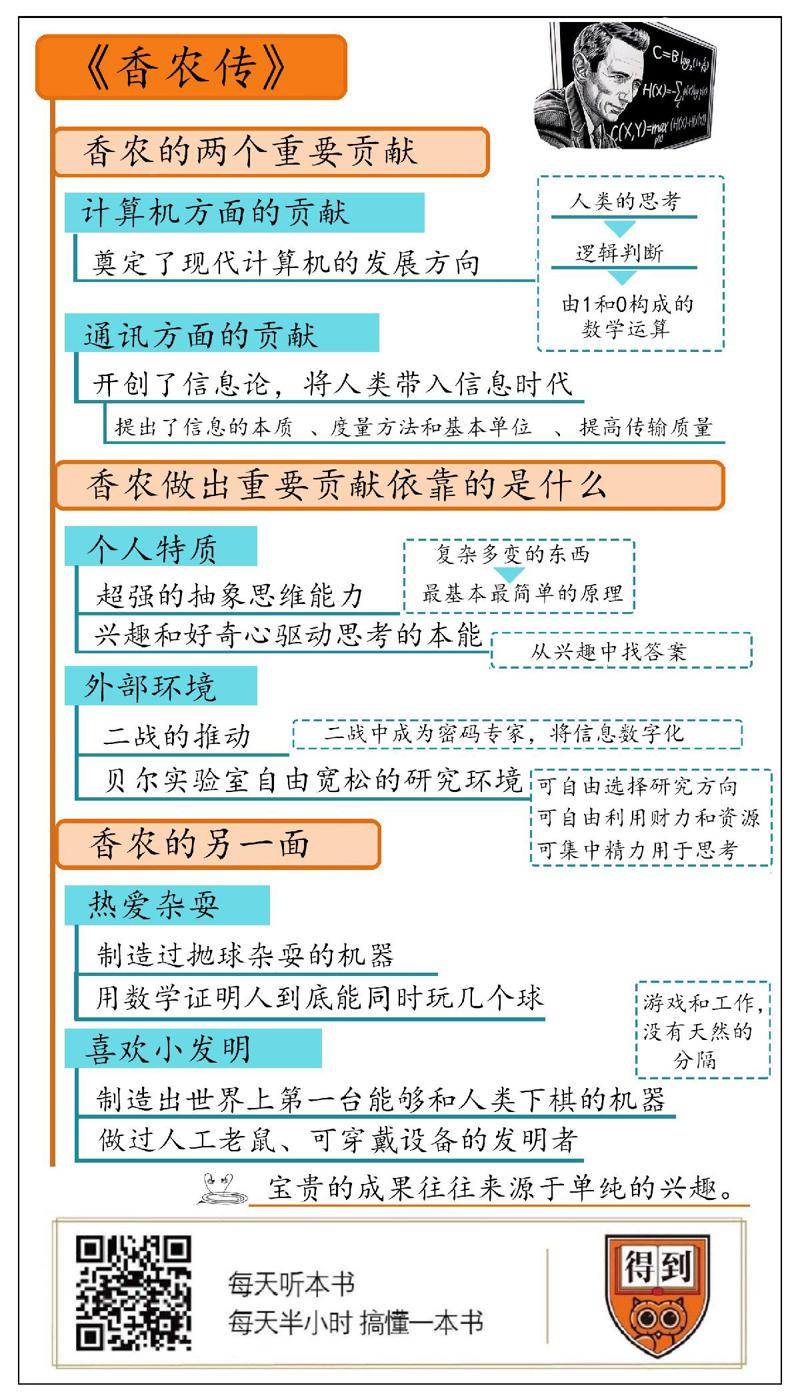 《香农传》
C=B log₂(1+
H(X)=-Σ
C(X,Y)=max (H(X)+H(Y))
p(x)
香农的两个重要贡献
计算机方面的贡献
奠定了现代计算机的发展方向
人类的思考
逻辑判断
由1和0构成的
数学运算
通讯方面的贡献
开创了信息论，将人类带入信息时代
提出了信息的本质 、度量方法和基本单位 、提高传输质量
香农做出重要贡献依靠的是什么
个人特质
超强的抽象思维能力
复杂多变的东西
最基本最简单的原理
兴趣和好奇心驱动思考的本能
从兴趣中找答案
外部环境
二战的推动
二战中成为密码专家，将信息数字化
贝尔实验室自由宽松的研究环境
可自由选择研究方向
可自由利用财力和资源
可集中精力用于思考
香农的另一面
热爱杂耍
制造过抛球杂耍的机器
用数学证明人到底能同时玩几个球
喜欢小发明
制造出世界上第一台能够和人类下棋的机器
做过人工老鼠、可穿戴设备的发明者
游戏和工作，
没有天然的
分隔
宝贵的成果往往来源于单纯的兴趣。
每天听本书
每天半小时 搞懂一本书
得到